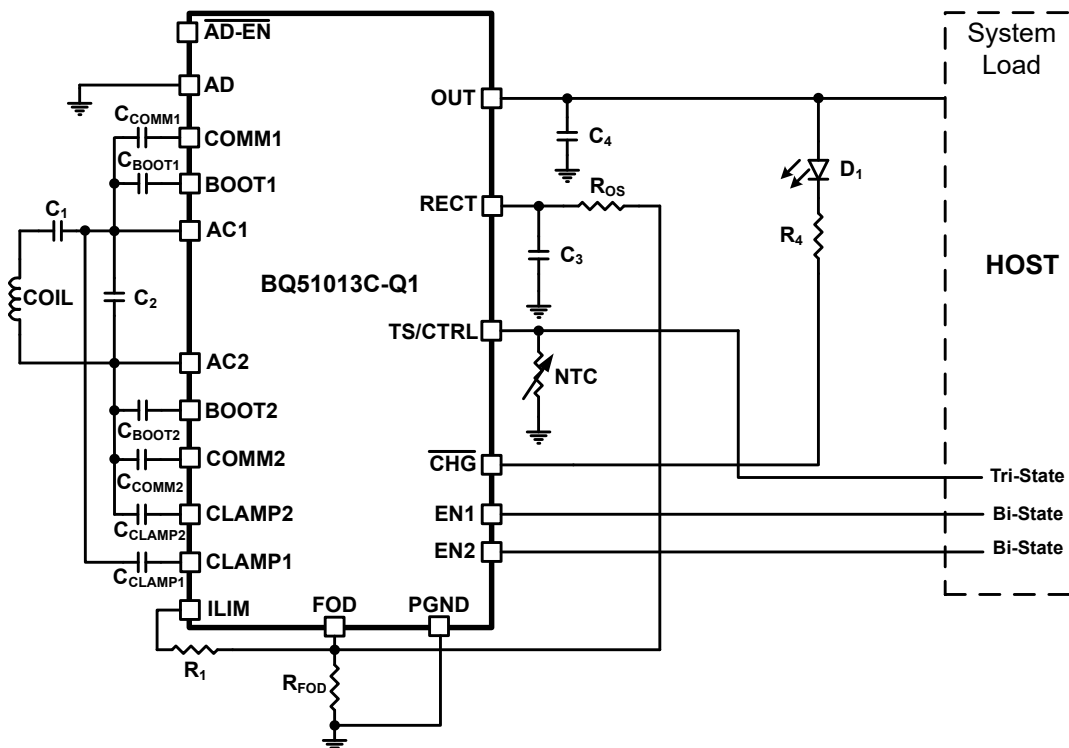 AD-EN
AD
COMM1
BOOT1
AC1
AC2
BOOT2
COMM2
CLAMP2
CLAMP1
ILIM
FOD
PGND
OUT
RECT
TS/CTRL
CHG
EN1
EN2
BQ51013C-Q1
CCOMM1
CBOOT1
C1
C2
COIL
CBOOT2
CCOMM2
CCLAMP2
CCLAMP1
R1
RFOD
C4
ROS
C3
NTC
D1
R4
System
Load
HOST
Tri-State
Bi-State
Bi-State